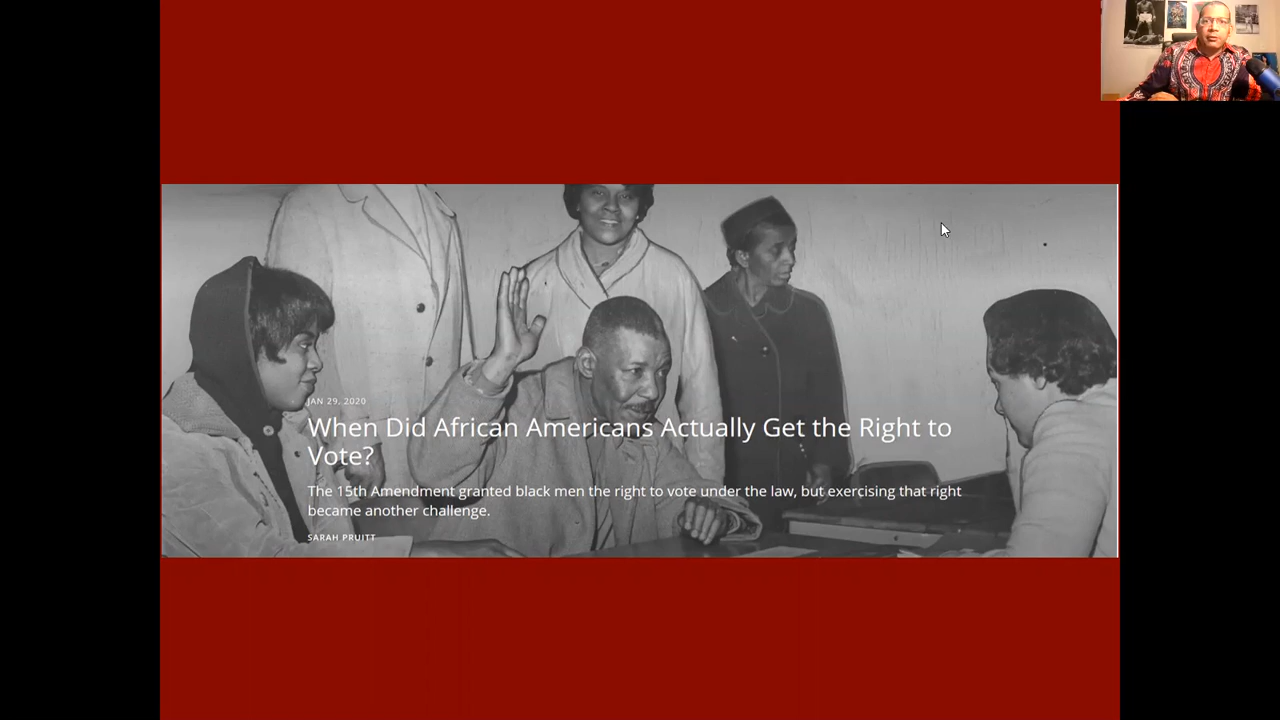 JAN 29, 2020
When Did African Americans Actually Get the Right to
Vote?
The 15th Amendment granted black men the right to vote under the law, but exercising that right
became another challenge.
SARAH PRUITT